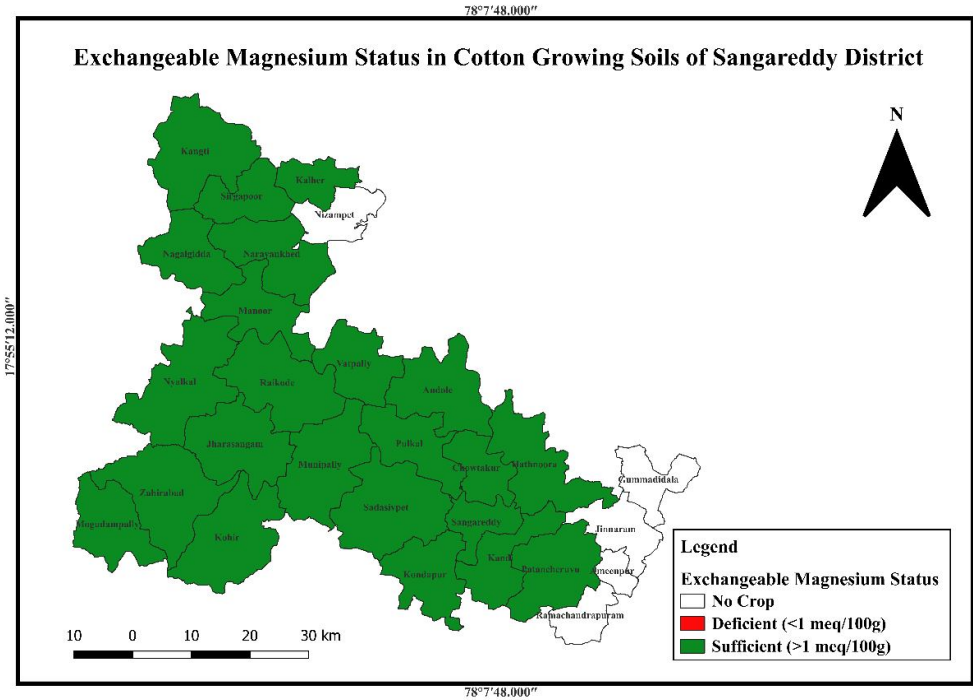 78°7'48.000"
Exchangeable Magnesium Status in Cotton Growing Soils of Sangareddy District
N
Kangti
Kalher
Sirgapoor
Nizampet
Nagalgidda
Naraynkhed
Manoor
17°55'12.000"
Vatpally
Nyalkal
Raikode
Andole
Jharasangam
Pulkal
Munipally
Chowtakur
Hathnoora
Gummadidala
Zahirabad
Sadasivpet
Mogudampally
Sangareddy
Jinnaram
Kohir
Kandi
Patancheruvu
Ameenpur
Kondapur
Ramachandrapuram
Legend
Exchangeable Magnesium Status
No Crop
Deficient (<1 meq/100g)
Sufficient (>1 meq/100g)
10 0 10 20 30 km
78°7'48.000"